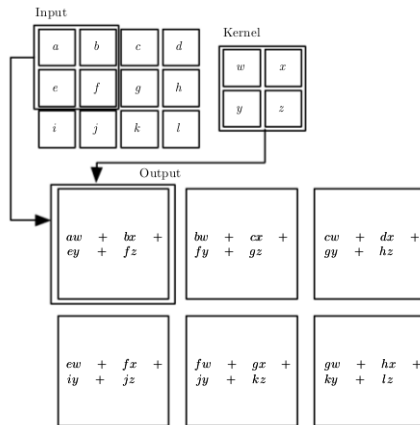 Input
a b c d
e f g h
i j k l
Kernel
w x
y z
Output
aw + bx +
ey + fz
bw + cx +
fy + gz
cw + dx +
gy + hz
ew + fx +
iy + jz
fw + gx +
jy + kz
gw + hx +
ky + lz